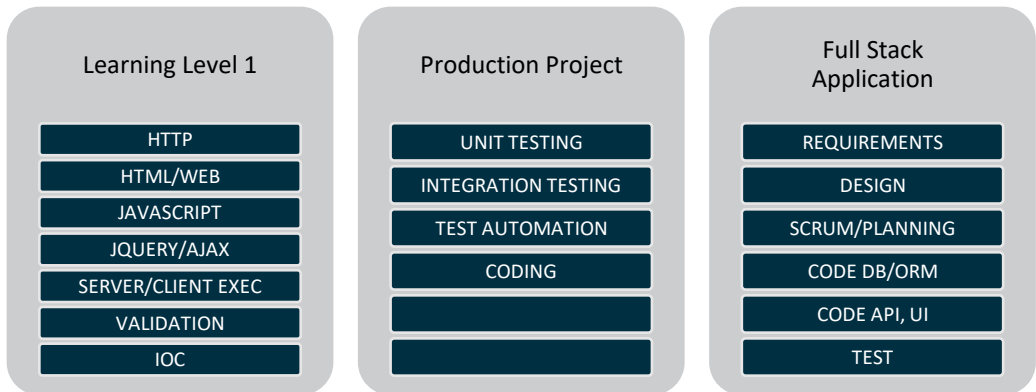 Learning Level 1
HTTP
HTML/WEB
JAVASCRIPT
JQUERY/AJAX
SERVER/CLIENT EXEC
VALIDATION
IOC
Production Project
UNIT TESTING
INTEGRATION TESTING
TEST AUTOMATION
CODING
Full Stack
Application
REQUIREMENTS
DESIGN
SCRUM/PLANNING
CODE DB/ORM
CODE API, UI
TEST